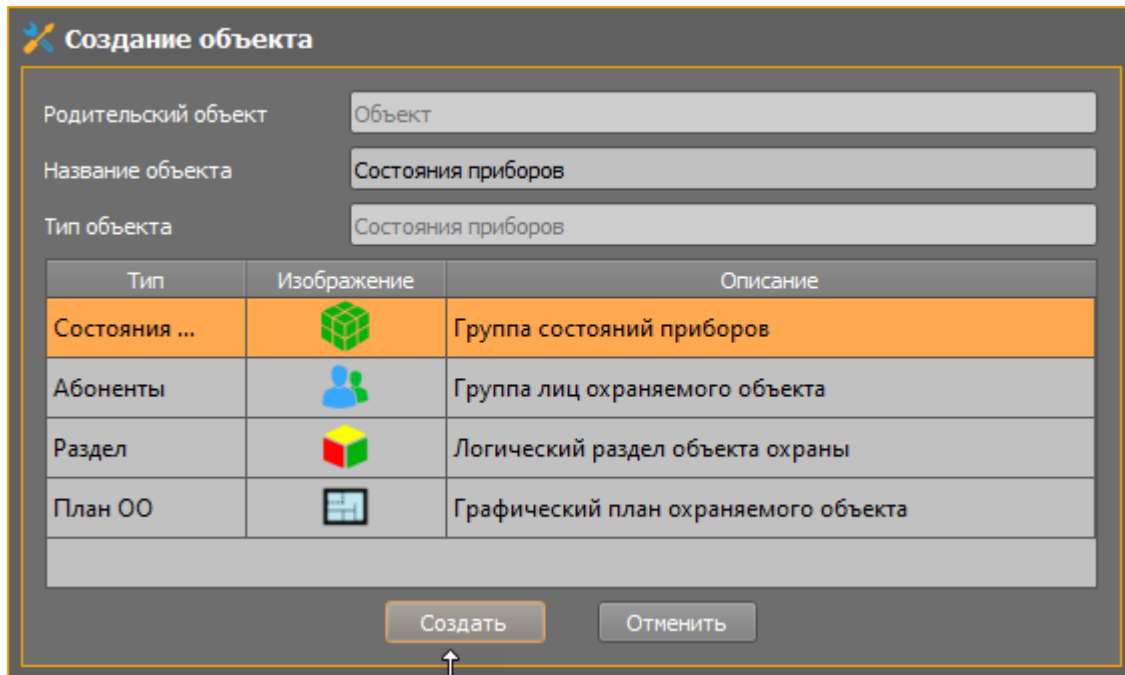 Создание объекта
Родительский объект Объект
Название объекта Состояния приборов
Тип объекта Состояния приборов
Тип Изображение Описание
Состояния ... Группа состояний приборов
Абоненты Группа лиц охраняемого объекта
Раздел Логический раздел объекта охраны
План ОО Графический план охраняемого объекта
Создать Отменить